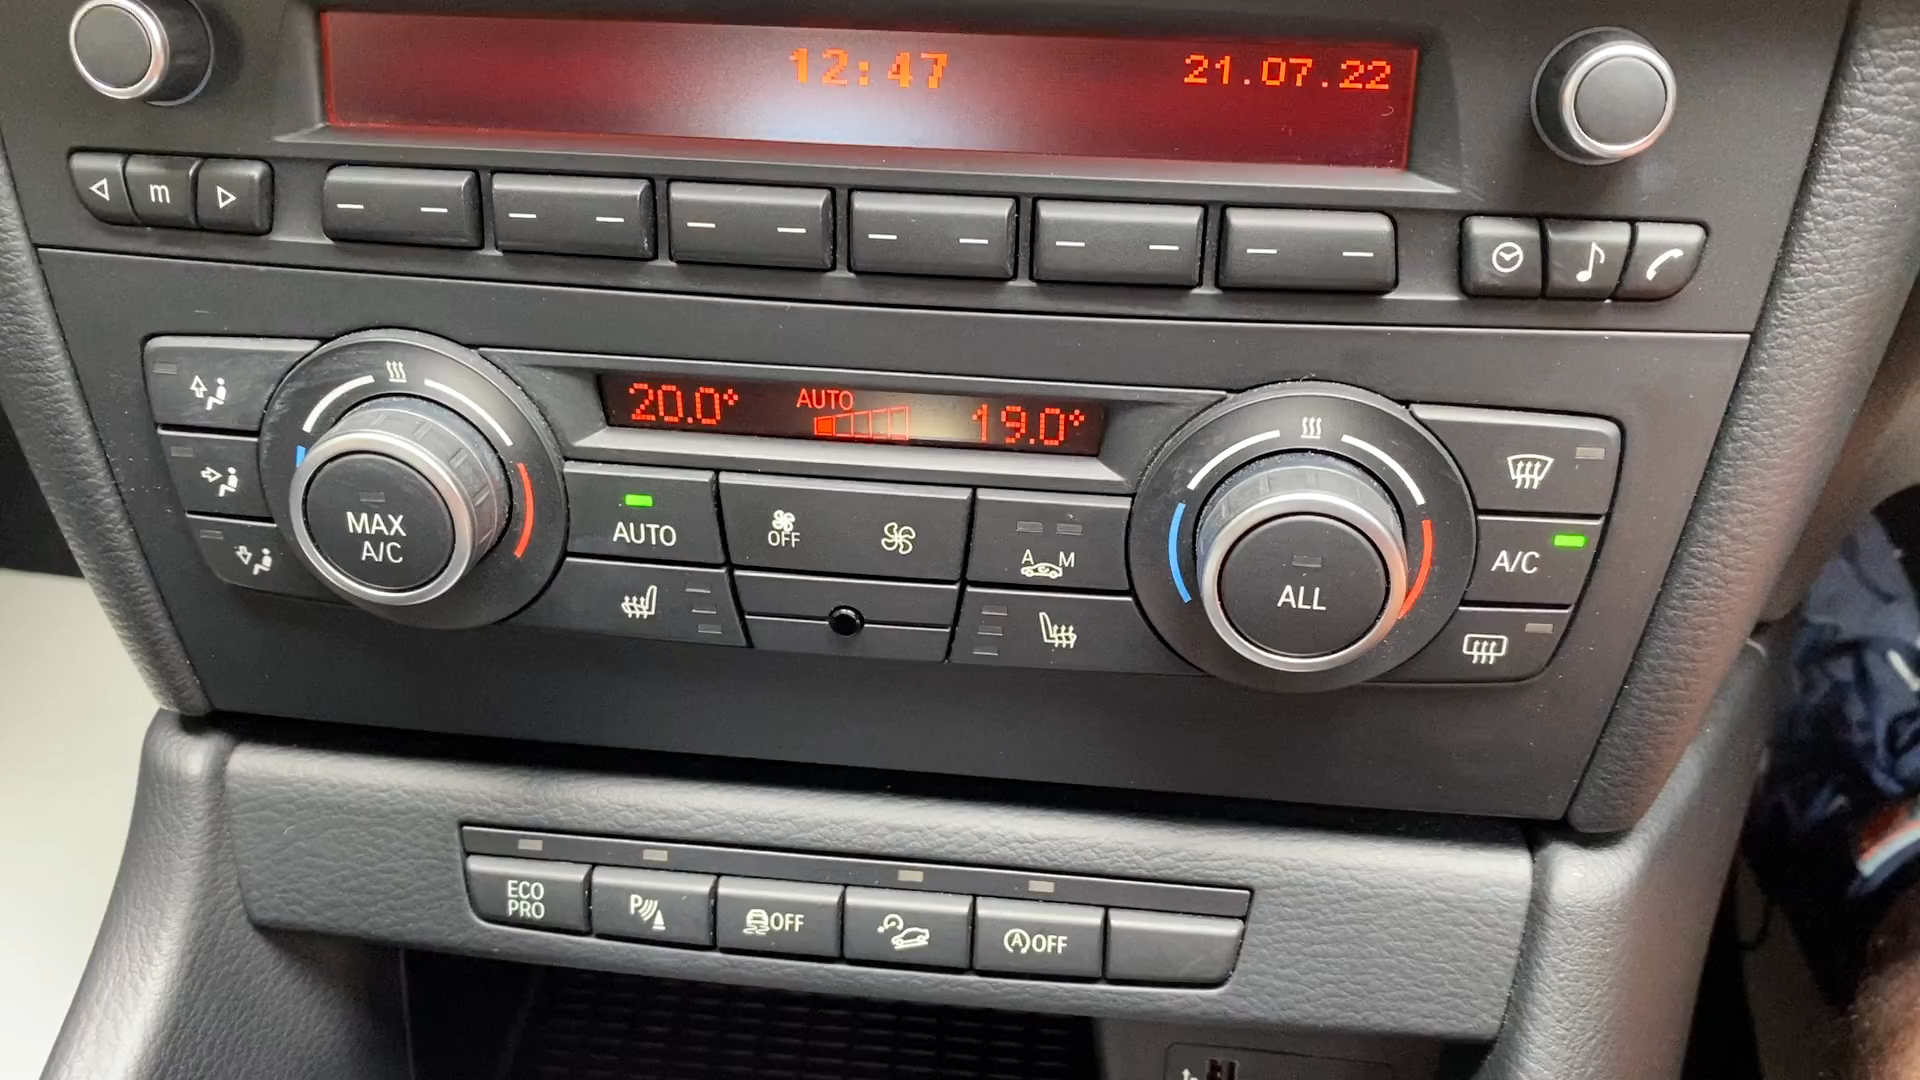 12:47 21.07.22
m
20.0° AUTO 19.0°
MAX
A/C
AUTO
OFF
A M
ALL
A/C
ECO
PRO
P
OFF
A OFF